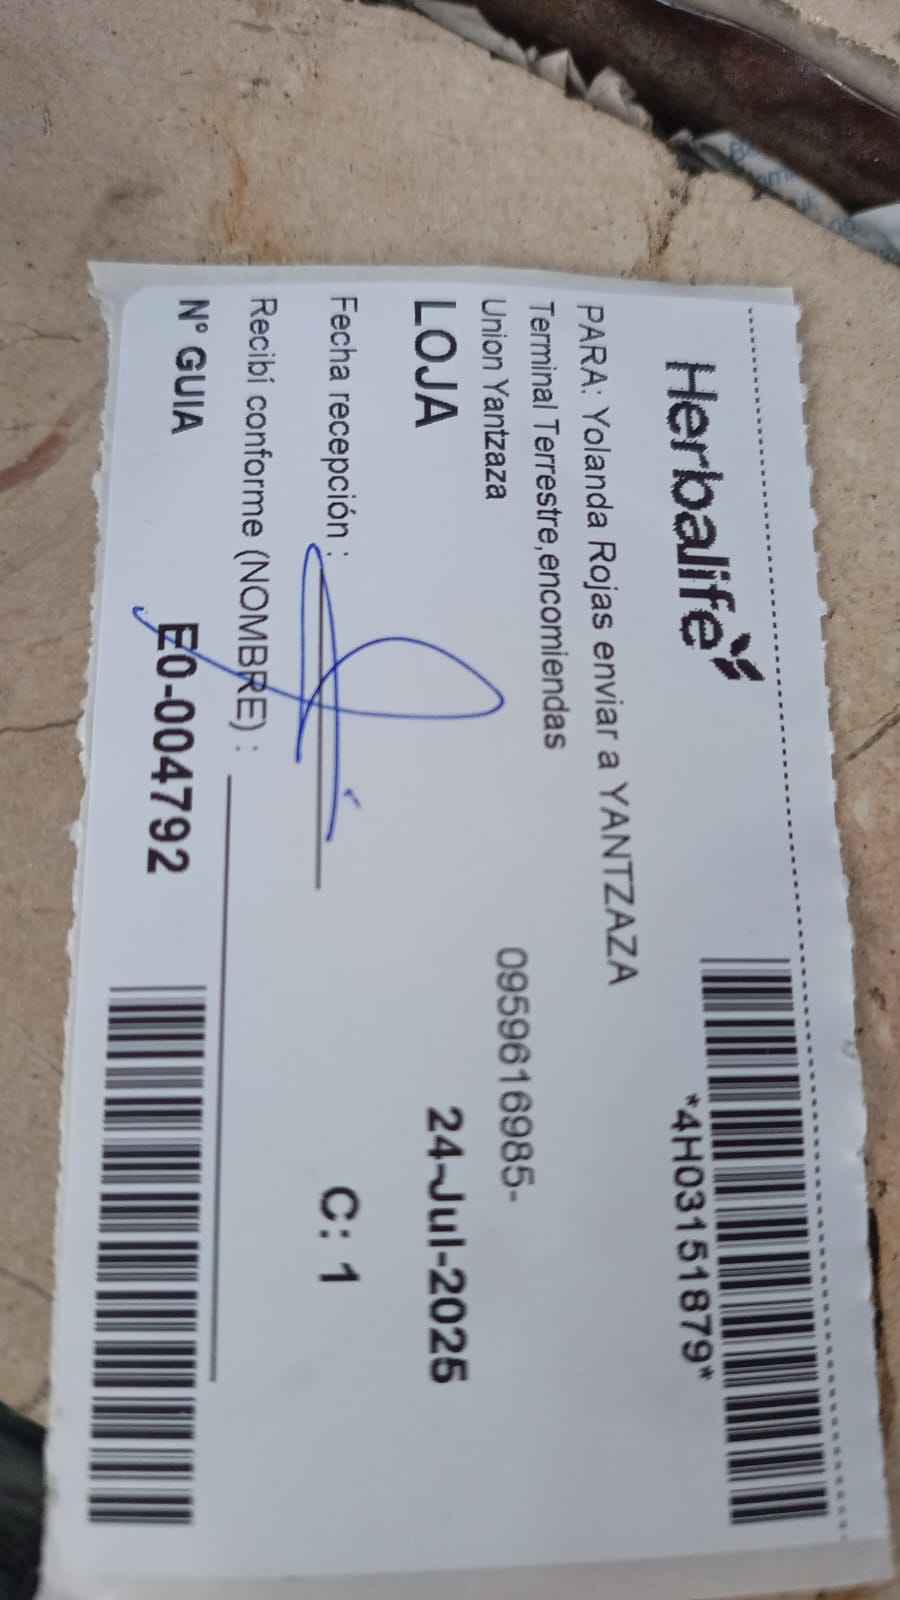 Herbalife
*4H03151879*
PARA: Yolanda Rojas enviar a YANTZAZA
Terminal Terrestre,encomiendas
Union Yantzaza
0959616985-
LOJA
24-Jul-2025
Fecha recepción :
C: 1
Recibí conforme (NOMBRE) :
N° GUIA
E0-004792